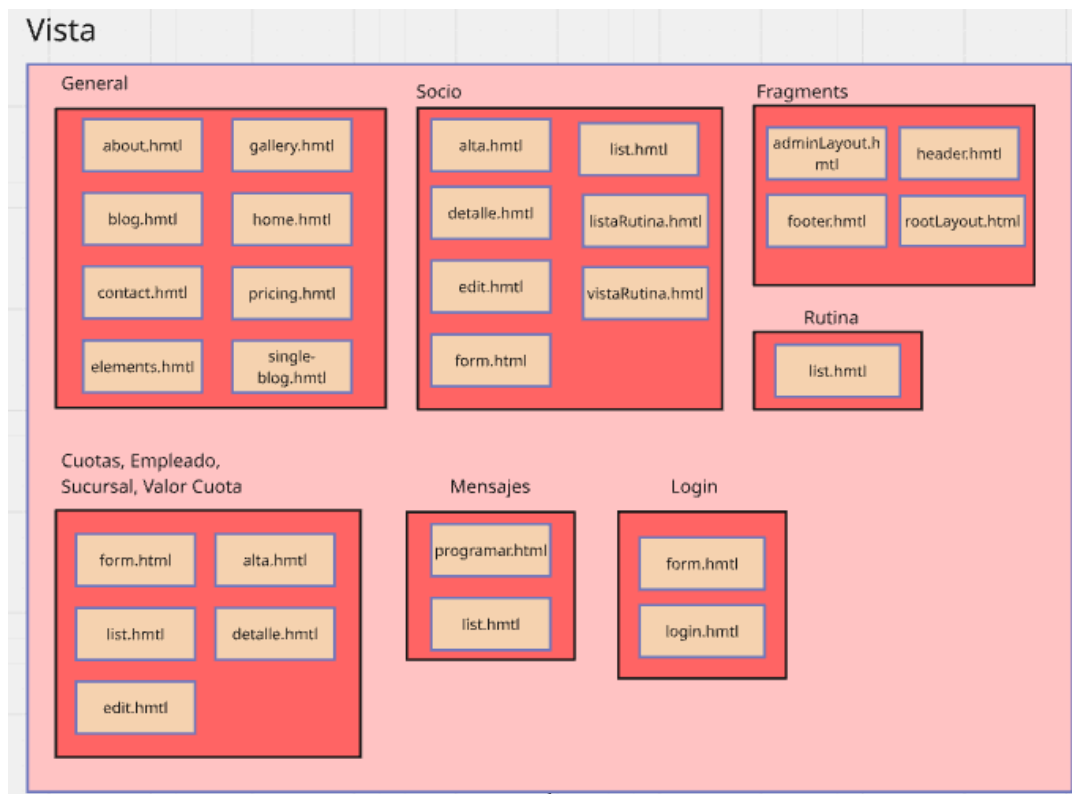 Vista
General
about.hmtl
gallery.hmtl
blog.hmtl
home.hmtl
contact.hmtl
pricing.hmtl
elements.hmtl
single-
blog.hmtl
Socio
alta.hmtl
list.hmtl
detalle.hmtl
listaRutina.hmtl
edit.hmtl
vistaRutina.hmtl
form.html
Fragments
adminLayout.h
mtl
header.hmtl
footer.hmtl
rootLayout.html
Rutina
list.hmtl
Cuotas, Empleado,
Sucursal, Valor Cuota
form.html
alta.hmtl
list.hmtl
detalle.hmtl
edit.hmtl
Mensajes
programar.html
list.hmtl
Login
form.hmtl
login.hmtl